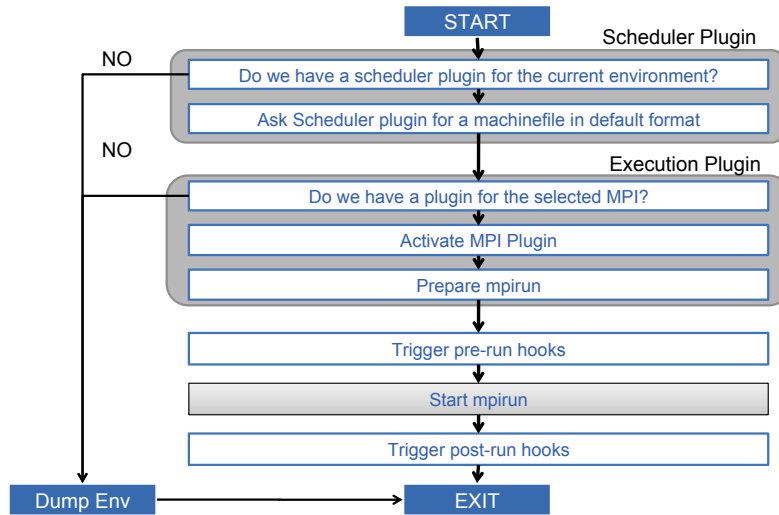 START
Scheduler Plugin
NO
Do we have a scheduler plugin for the current environment?
Ask Scheduler plugin for a machinefile in default format
NO
Execution Plugin
Do we have a plugin for the selected MPI?
Activate MPI Plugin
Prepare mpirun
Trigger pre-run hooks
Start mpirun
Trigger post-run hooks
Dump Env
EXIT